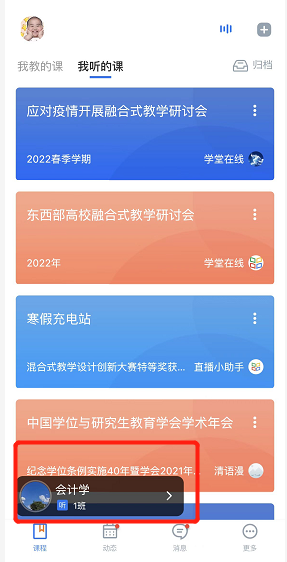 我教的课 我听的课 归档
应对疫情开展融合式教学研讨会
2022春季学期 学堂在线
东西部高校融合式教学研讨会
2022年 学堂在线
寒假充电站
混合式教学设计创新大赛特等奖获... 直播小助手
中国学位与研究生教育学会学术年会
纪念学位条例实施40年暨学会2021年... 清语漫
会计学
听 1班
课程 动态 消息 更多